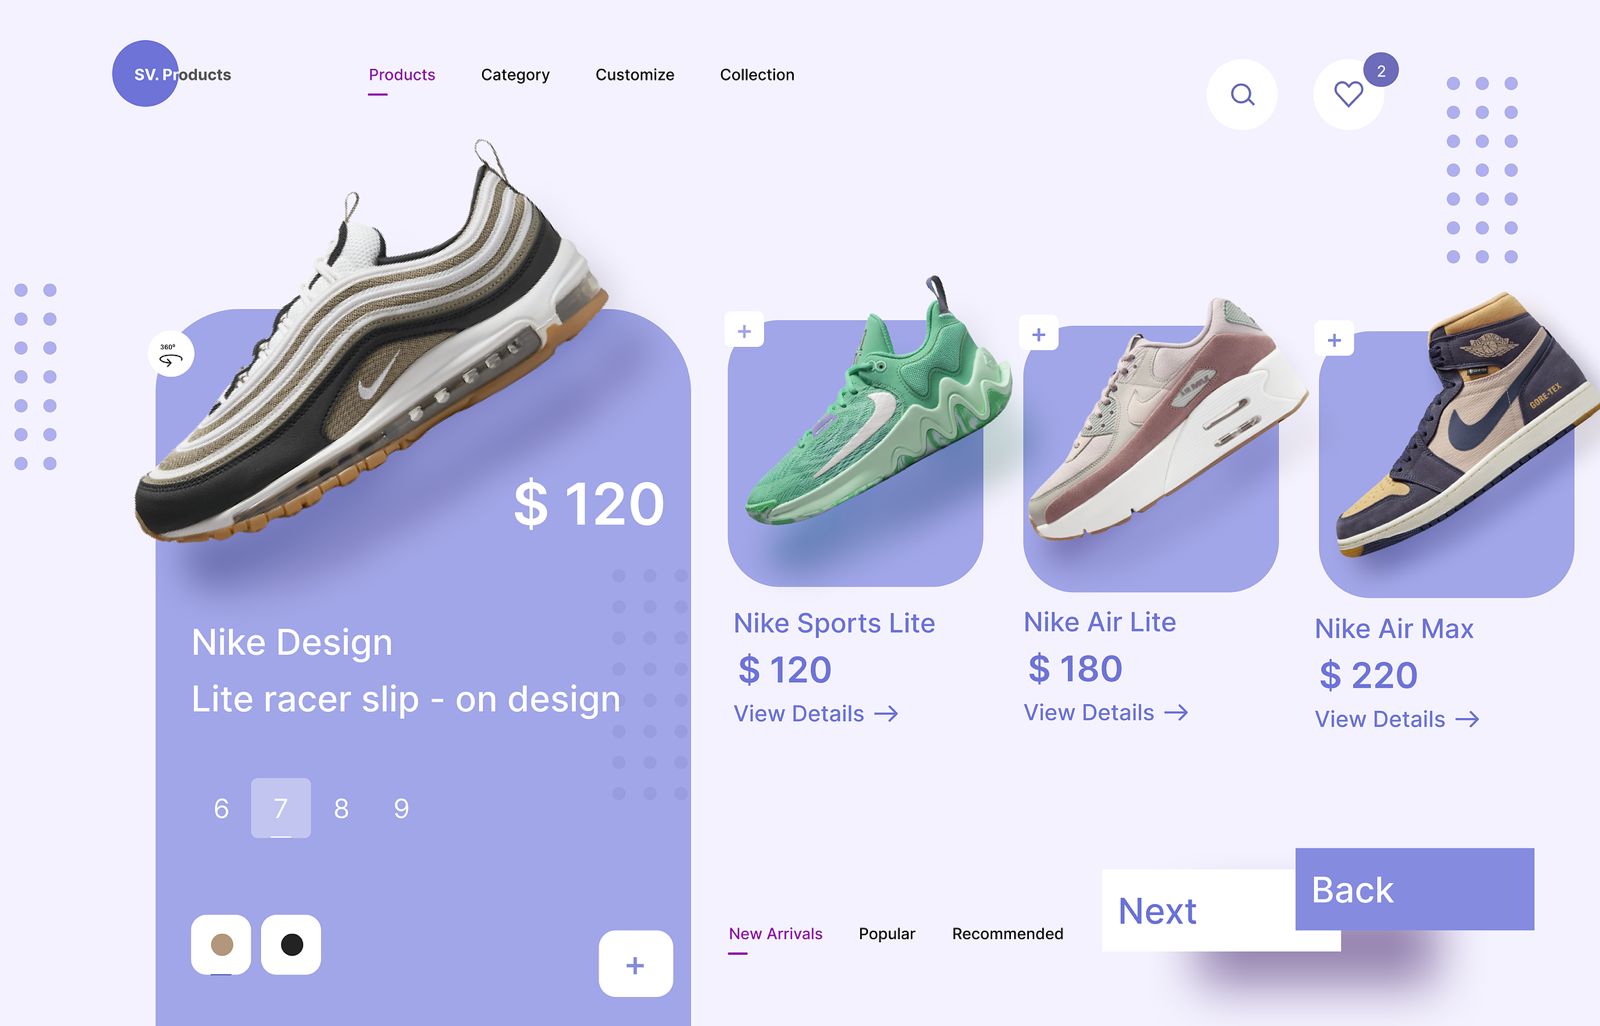 SV. Products
Products
Category
Customize
Collection
2
360°
GORE-TEX
$ 120
Nike Design
Lite racer slip - on design
6
7
8
9
+
+
Nike Sports Lite
$ 120
View Details →
+
Nike Air Lite
$ 180
View Details →
+
Nike Air Max
$ 220
View Details →
New Arrivals
Popular
Recommended
Next
Back